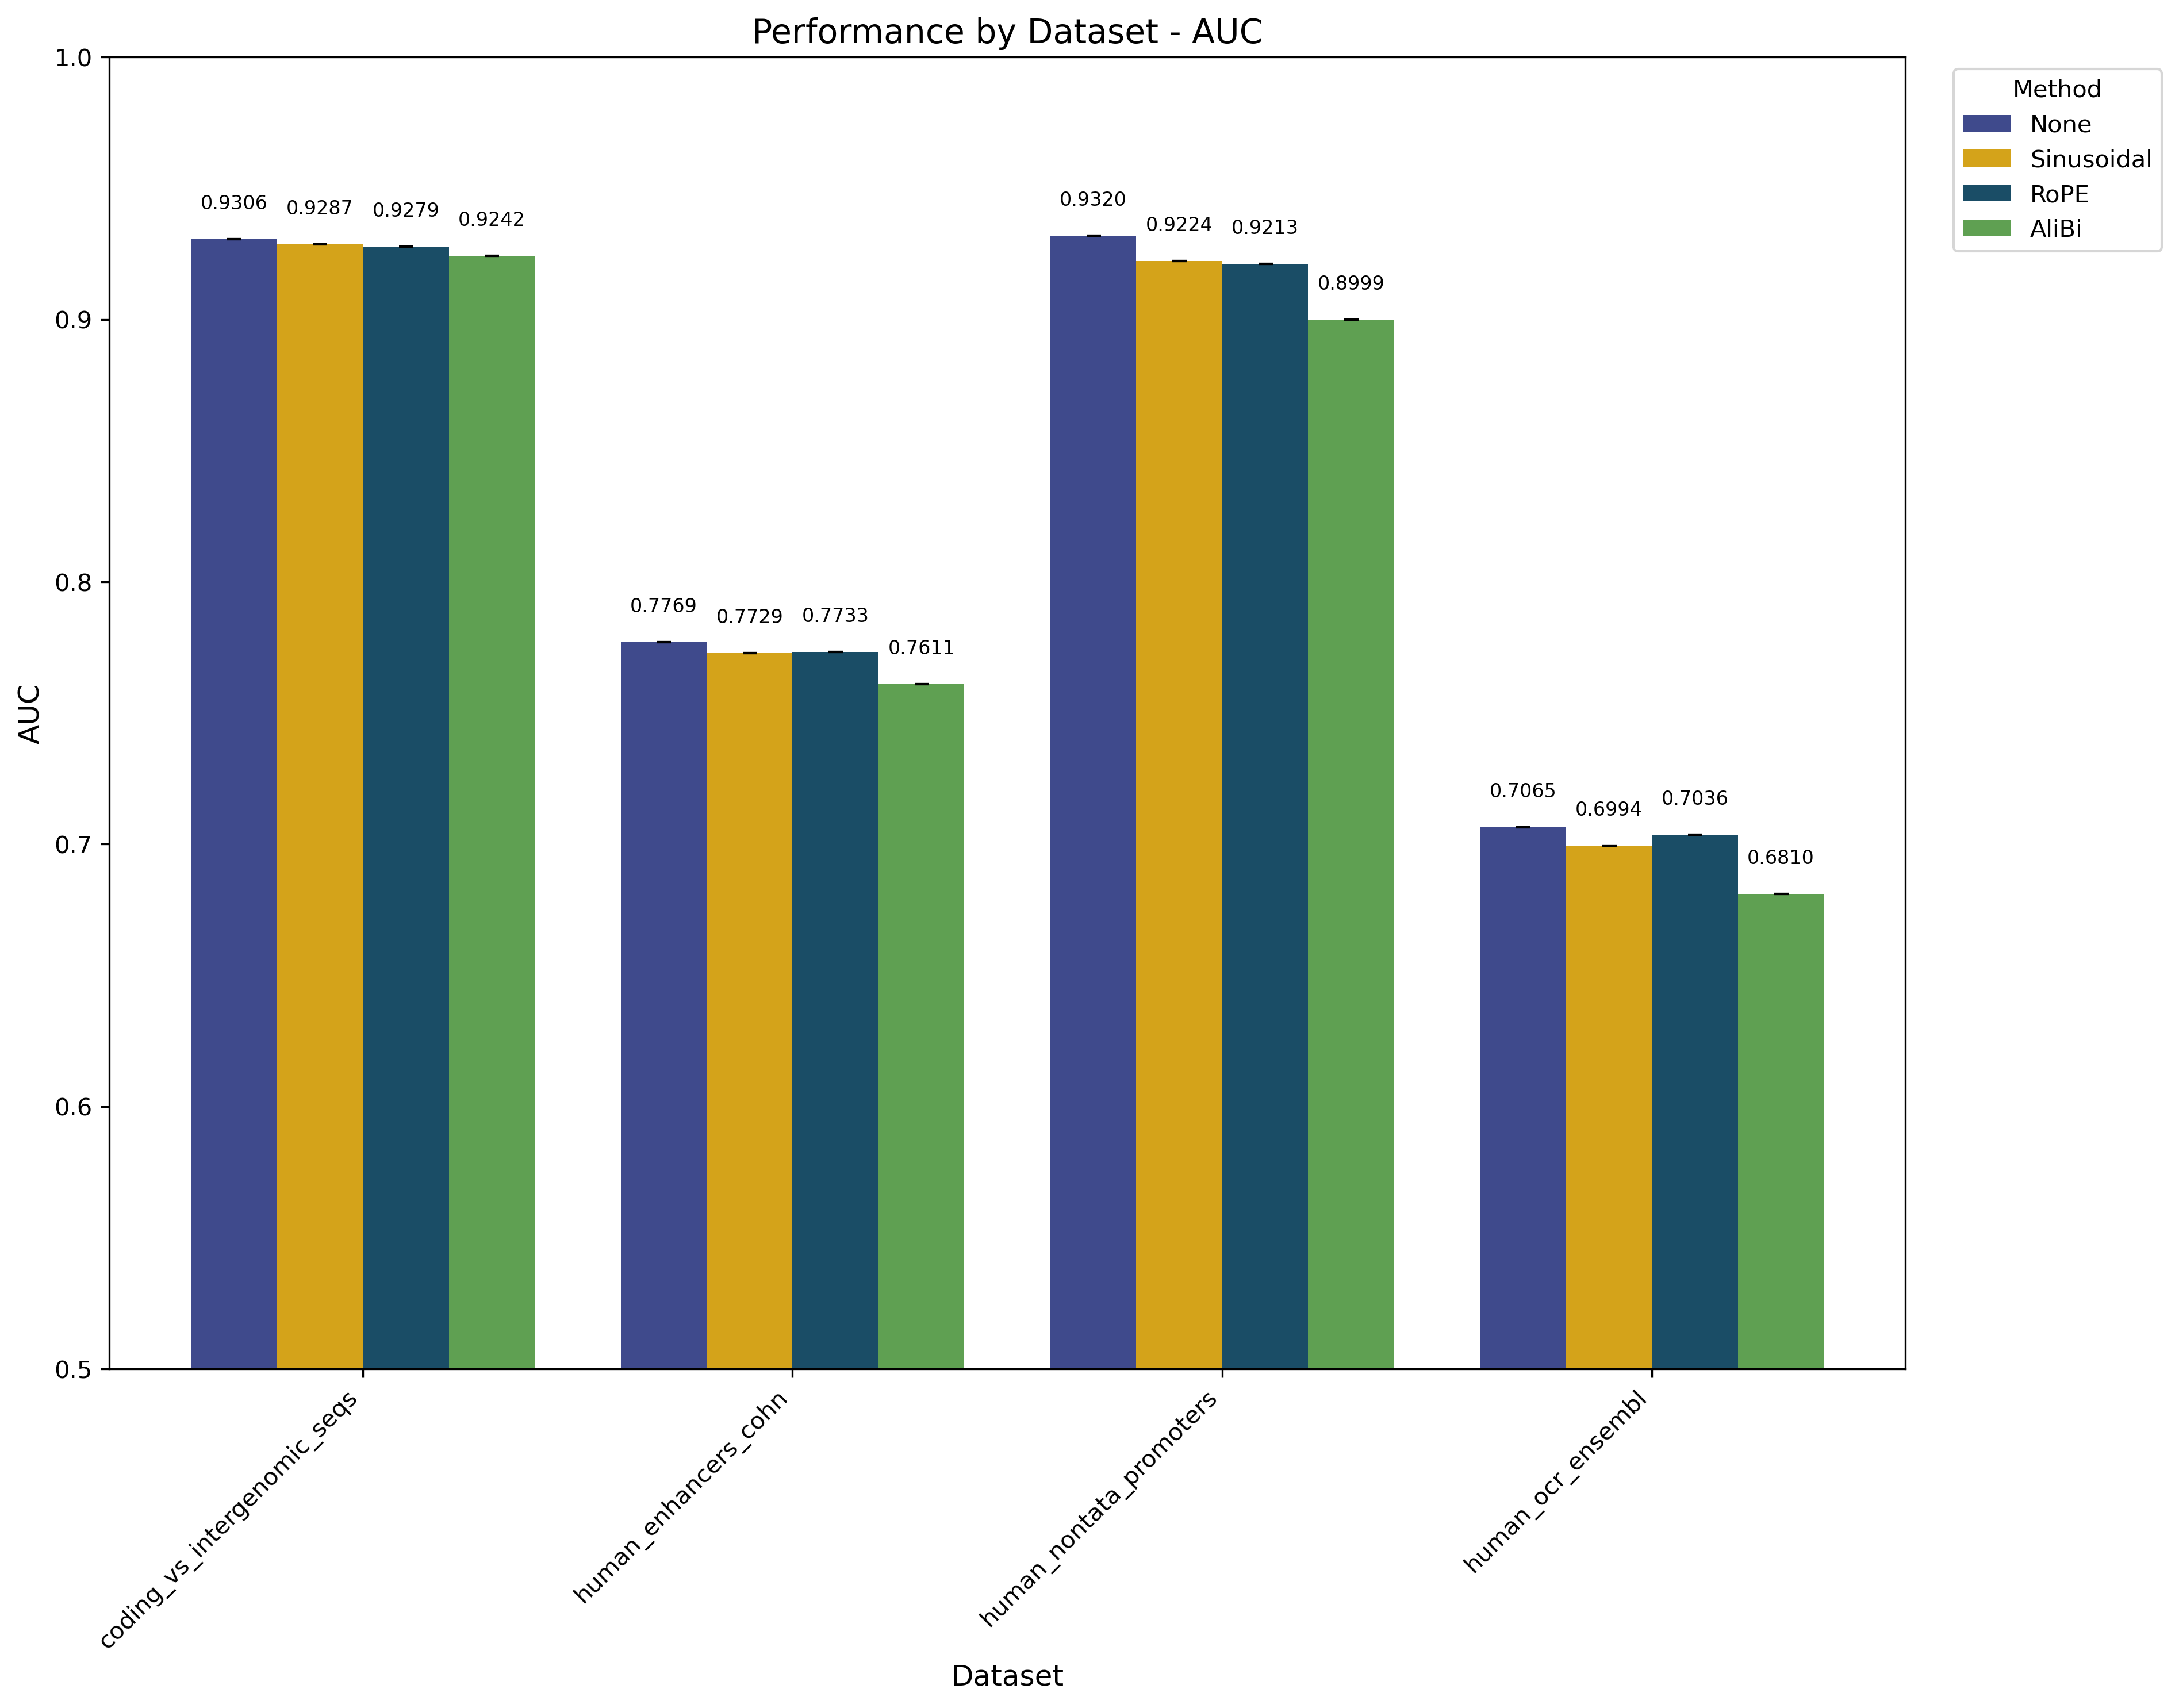 Performance by Dataset - AUC
Method
None
Sinusoidal
RoPE
AliBi
AUC
1.0
0.9
0.8
0.7
0.6
0.5
0.9306
0.9287
0.9279
0.9242
0.7769
0.7729
0.7733
0.7611
0.9320
0.9224
0.9213
0.8999
0.7065
0.6994
0.7036
0.6810
coding_vs_intergenomic_seqs
human_enhancers_cohn
human_nontata_promoters
human_ocr_ensembl
Dataset